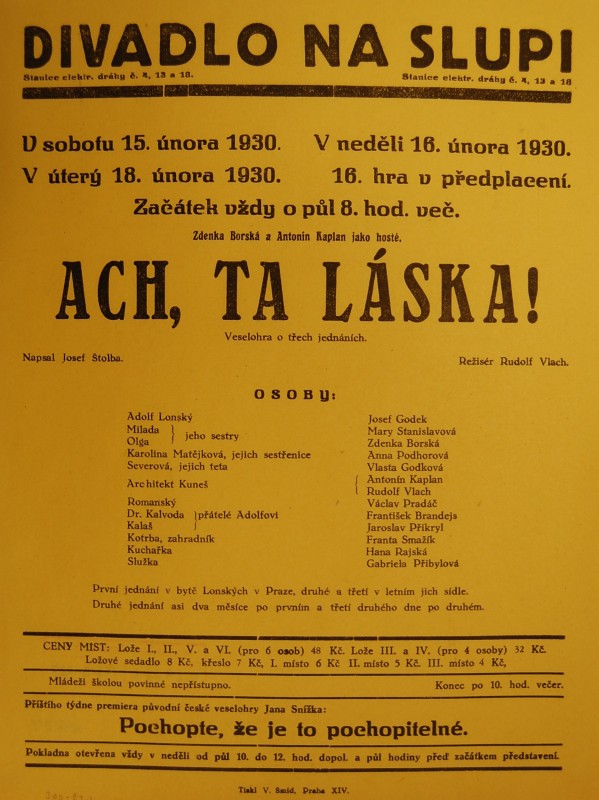 DIVADLO NA SLUPI
Stanice elektr. dráhy č. 4, 13 a 18. Stanice elektr. dráhy č. 4, 13 a 18
V sobotu 15. února 1930. V neděli 16. února 1930.
V úterý 18. února 1930. 16. hra v předplacení.
Začátek vždy o půl 8. hod. več.
Zdenka Borská a Antonín Kaplan jako hosté.
ACH, TA LÁSKA!
Veselohra o třech jednáních.
Napsal Josef Štolba. Režisér Rudolf Vlach.
OSOBY:
Adolf Lonský Josef Godek
Milada } jeho sestry Mary Stanislavová
Olga Zdenka Borská
Karolina Matějková, jejich sestřenice Anna Podhorová
Severová, jejich teta Vlasta Godková
Architekt Kuneš { Antonín Kaplan
Rudolf Vlach
Romanský Václav Pradáč
Dr. Kalvoda } přátelé Adolfovi František Brandejs
Kalaš Jaroslav Přikryl
Kotrba, zahradník Franta Smažík
Kuchařka Hana Rajská
Služka Gabriela Přibylová
První jednání v bytě Lonských v Praze, druhé a třetí v letním jich sídle.
Druhé jednání asi dva měsíce po prvním a třetí druhého dne po druhém.
CENY MIST: Lože I., II., V. a VI. (pro 6 osob) 48 Kč. Lože III. a IV. (pro 4 osoby) 32 Kč.
Ložové sedadlo 8 Kč, křeslo 7 Kč, I. místo 6 Kč II. místo 5 Kč. III. místo 4 Kč,
Mládeži školou povinné nepřístupno. Konec po 10. hod. večer.
Příštího týdne premiera původní české veselohry Jana Snížka:
Pochopte, že je to pochopitelné.
Pokladna otevřena vždy v neděli od půl 10. do 12. hod. dopol. a půl hodiny před začátkem představení.
Tiskl V. Šmíd, Praha XIV.